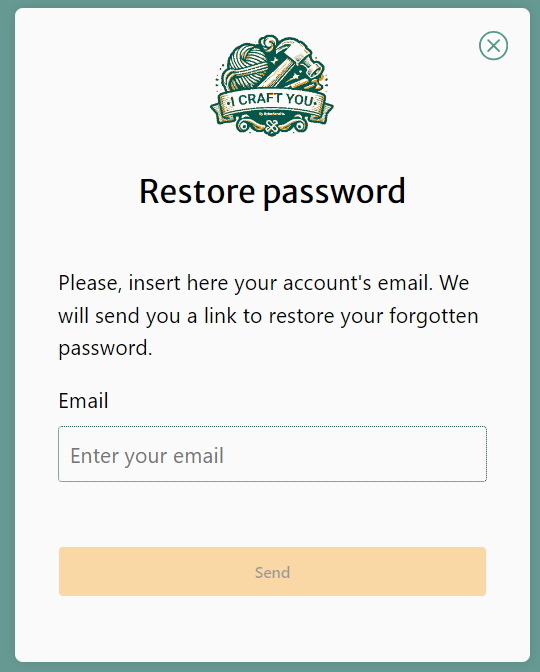 I CRAFT YOU
Restore password
Please, insert here your account's email. We
will send you a link to restore your forgotten
password.
Email
Enter your email
Send